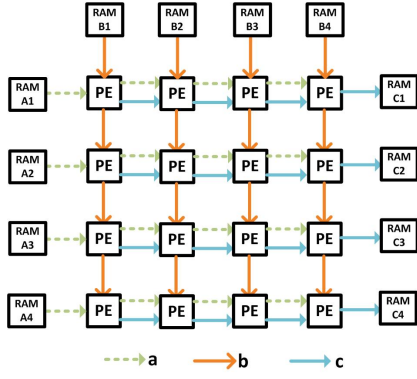 RAM RAM RAM RAM
B1 B2 B3 B4
RAM A1 PE PE PE PE RAM C1
RAM A2 PE PE PE PE RAM C2
RAM A3 PE PE PE PE RAM C3
RAM A4 PE PE PE PE RAM C4
a b c